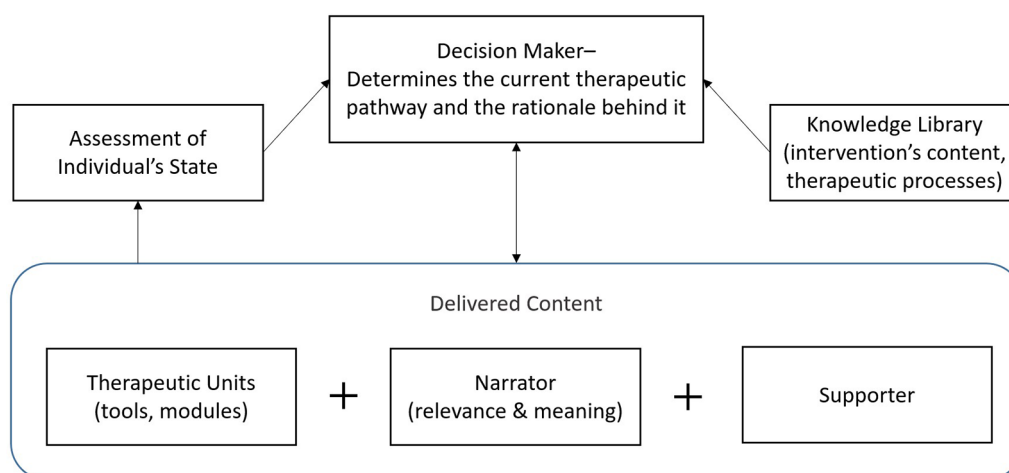 Decision Maker–
Determines the current therapeutic
pathway and the rationale behind it
Assessment of
Individual’s State
Knowledge Library
(intervention’s content,
therapeutic processes)
Delivered Content
Therapeutic Units
(tools, modules)
+
Narrator
(relevance & meaning)
+
Supporter